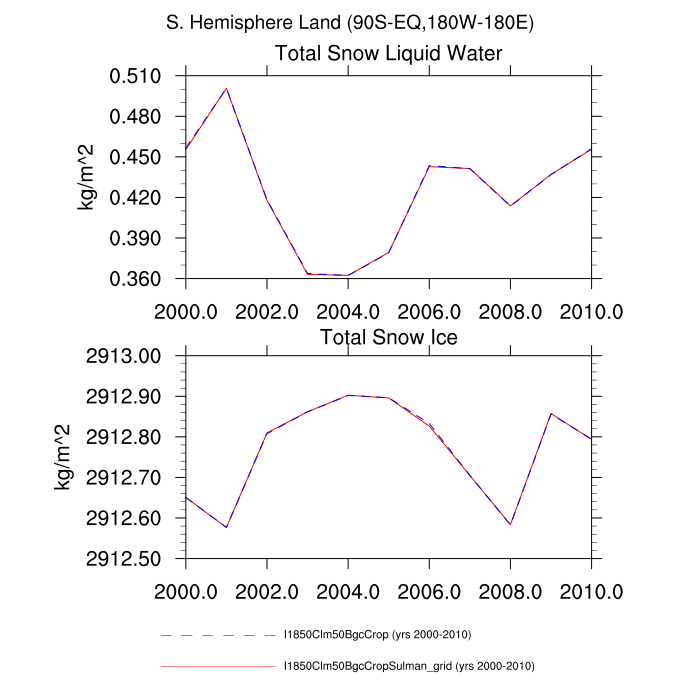 S. Hemisphere Land (90S-EQ,180W-180E)
Total Snow Liquid Water
0.510
0.480
0.450
0.420
0.390
0.360
kg/m^2
2000.0 2002.0 2004.0 2006.0 2008.0 2010.0
Total Snow Ice
2913.00
2912.90
2912.80
2912.70
2912.60
2912.50
kg/m^2
2000.0 2002.0 2004.0 2006.0 2008.0 2010.0
I1850Clm50BgcCrop (yrs 2000-2010)
I1850Clm50BgcCropSulman_grid (yrs 2000-2010)